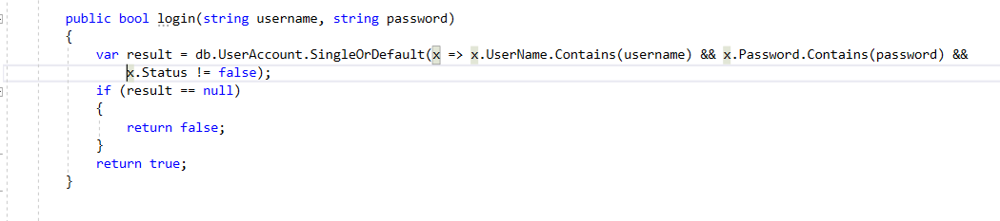 public bool login(string username, string password)
{
var result = db.UserAccount.SingleOrDefault(x => x.UserName.Contains(username) && x.Password.Contains(password) &&
x.Status != false);
if (result == null)
{
return false;
}
return true;
}